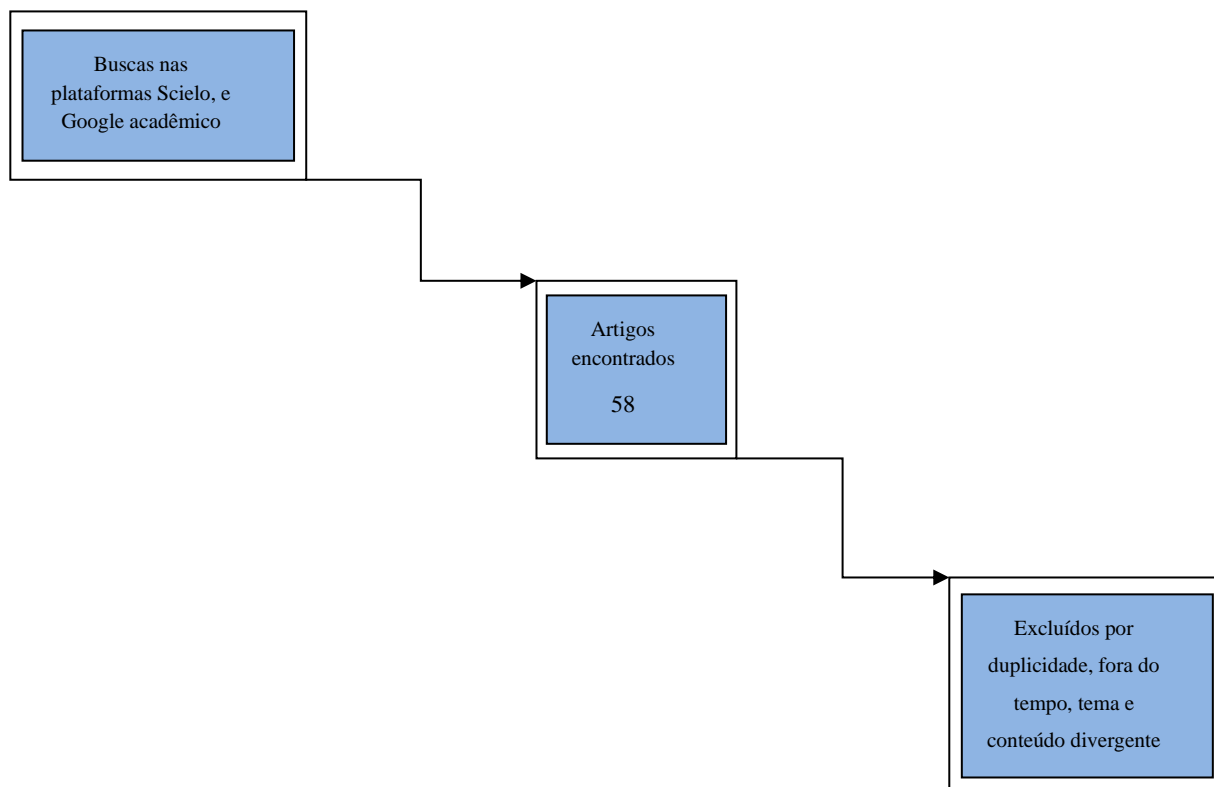 Buscas nas
plataformas Scielo, e
Google acadêmico
Artigos
encontrados
58
Excluídos por
duplicidade, fora do
tempo, tema e
conteúdo divergente